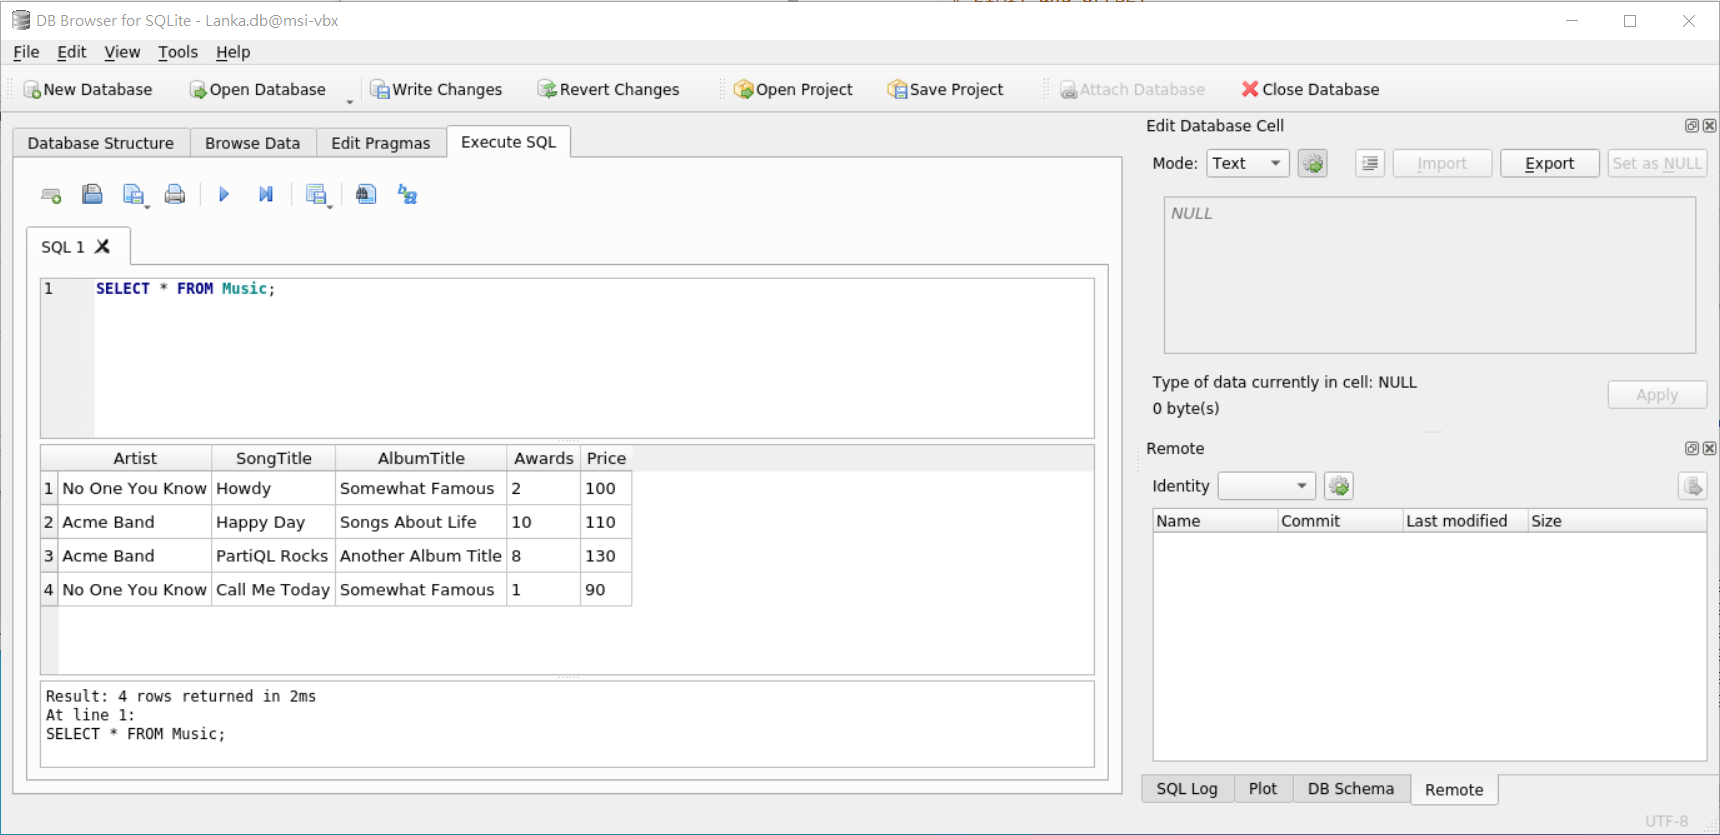 DB Browser for SQLite - Lanka.db@msi-vbx
File Edit View Tools Help
New Database Open Database Write Changes Revert Changes Open Project Save Project Attach Database Close Database
Database Structure Browse Data Edit Pragmas Execute SQL
SQL 1
1 SELECT * FROM Music;
Artist SongTitle AlbumTitle Awards Price
1 No One You Know Howdy Somewhat Famous 2 100
2 Acme Band Happy Day Songs About Life 10 110
3 Acme Band PartiQL Rocks Another Album Title 8 130
4 No One You Know Call Me Today Somewhat Famous 1 90
Result: 4 rows returned in 2ms
At line 1:
SELECT * FROM Music;
Edit Database Cell
Mode: Text Import Export Set as NULL
NULL
Type of data currently in cell: NULL
0 byte(s)
Apply
Remote
Identity
Name Commit Last modified Size
SQL Log Plot DB Schema Remote
UTF-8